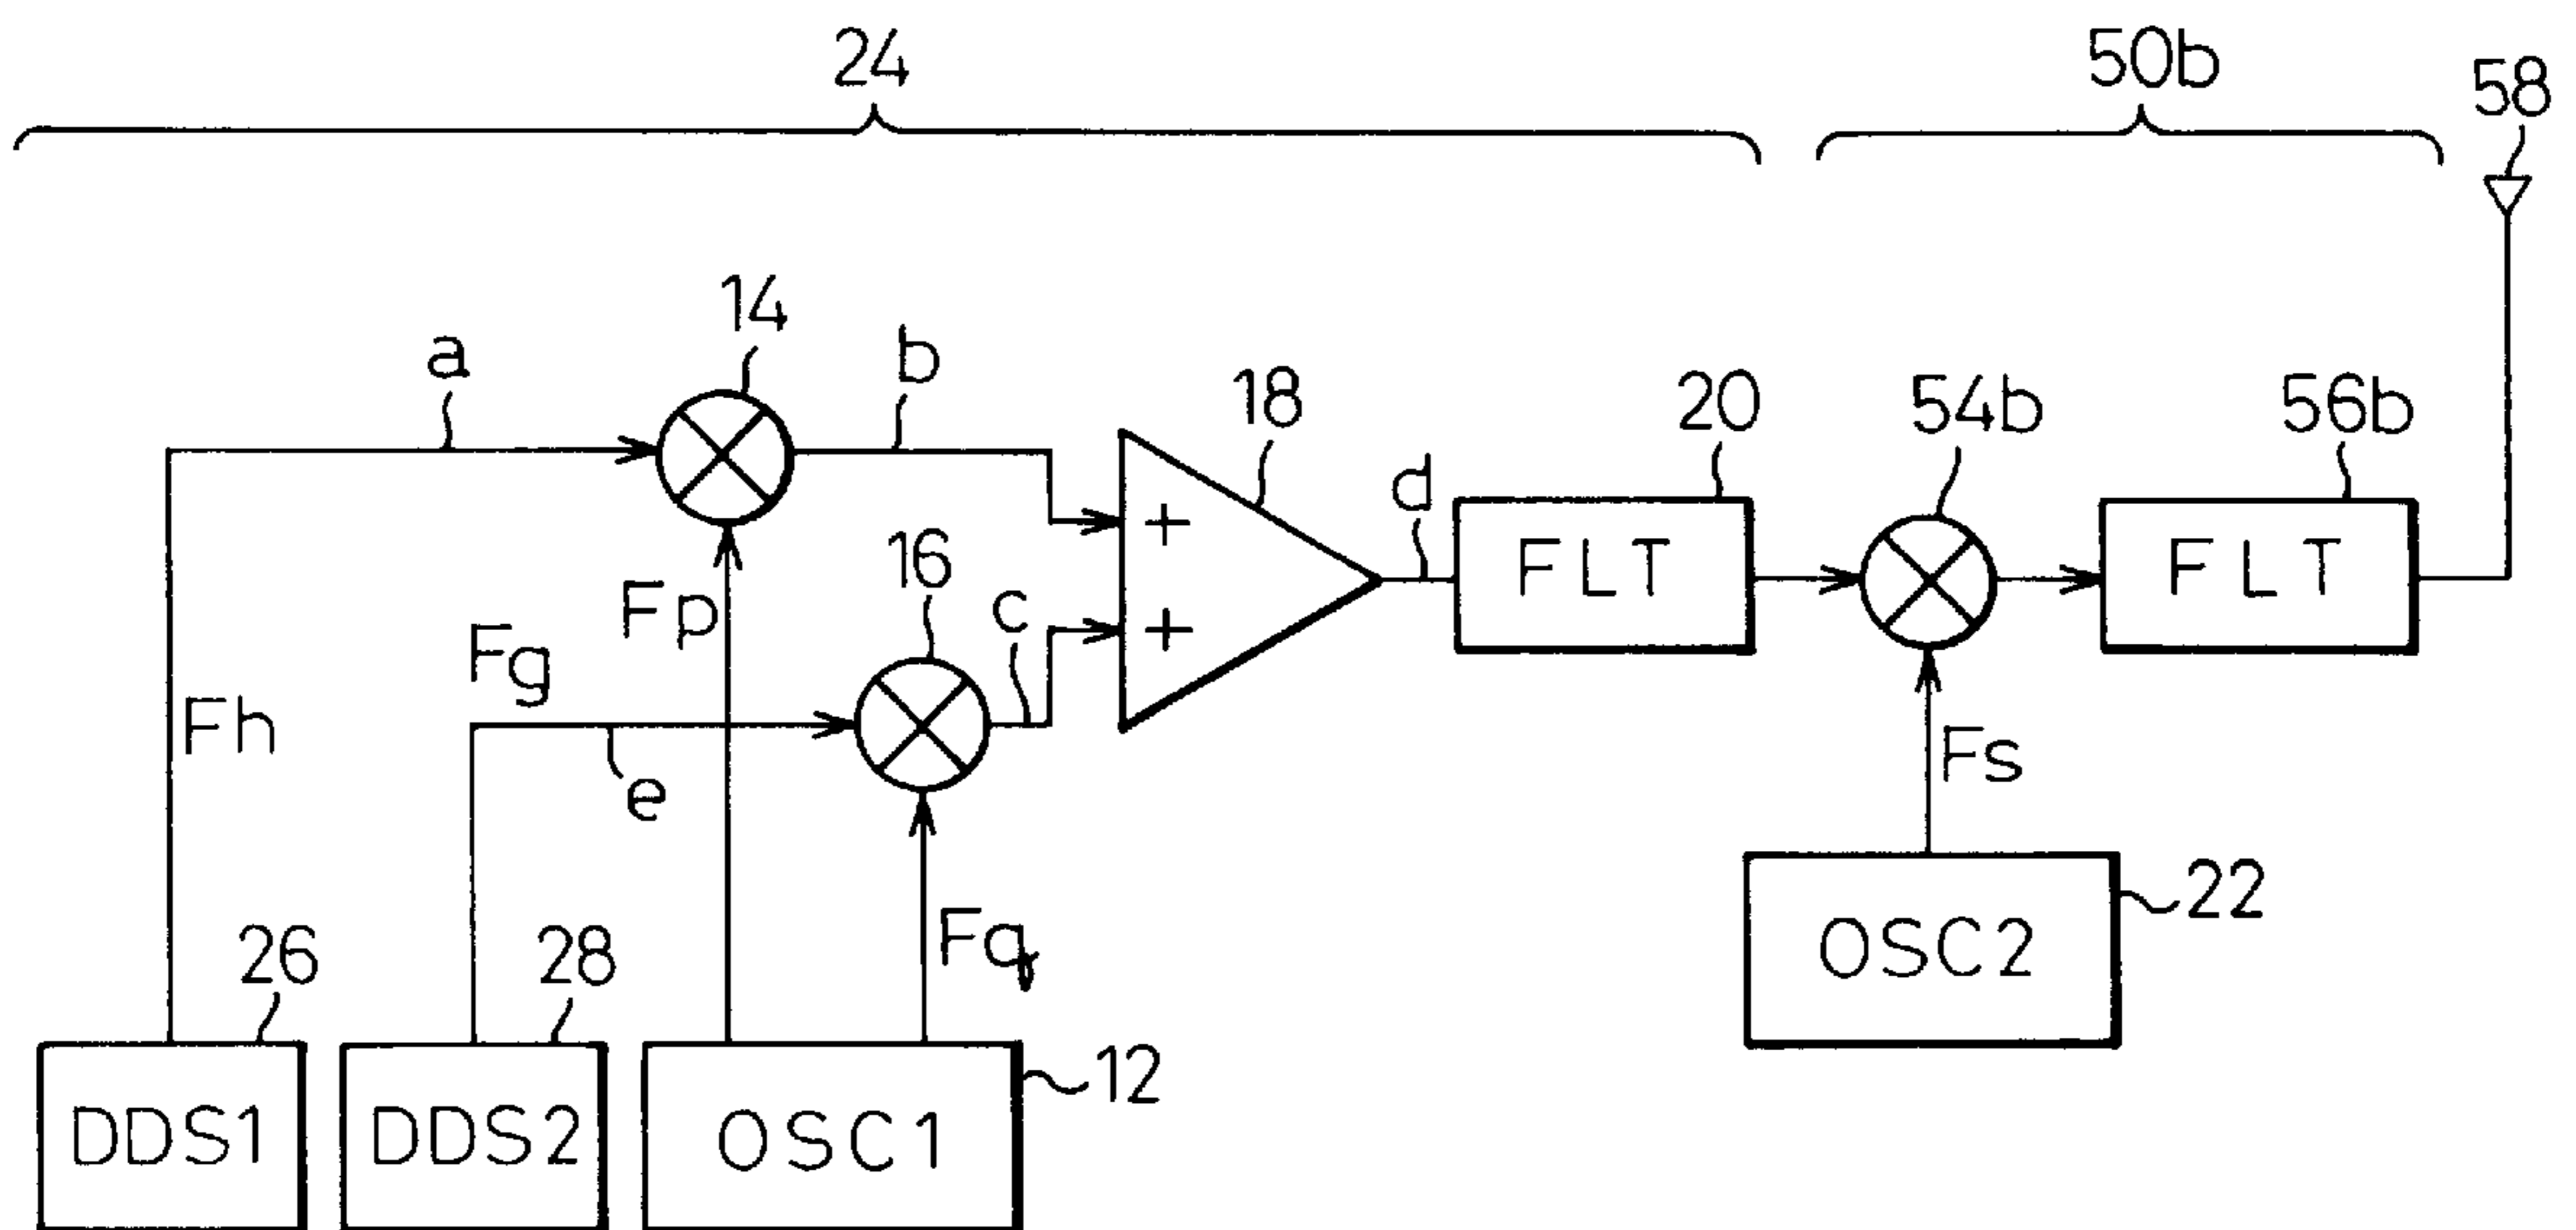 24
50b
58
14
a
b
18
20
54b
56b
+
d
FLT
FLT
16
Fp
c
+
Fg
Fh
e
Fs
Fq
22
OSC2
26
28
12
DDS1
DDS2
OSC1